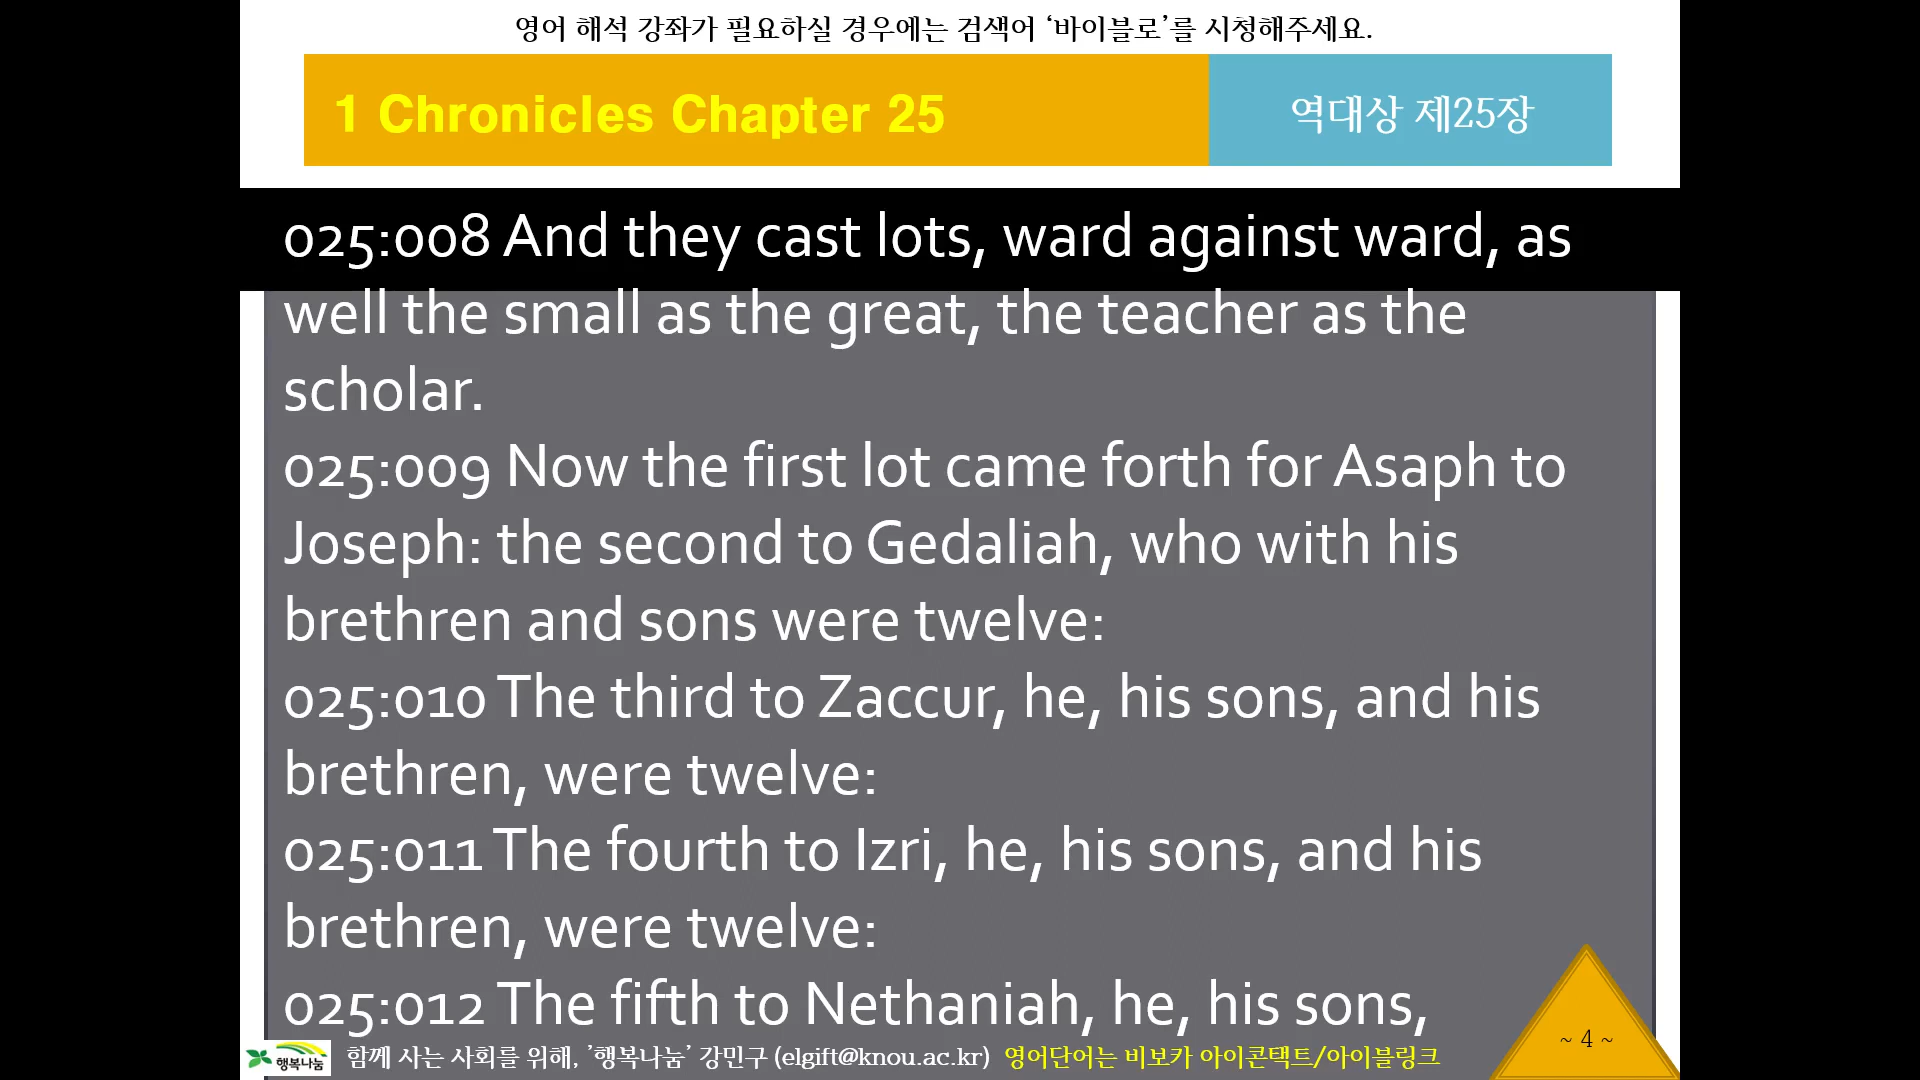 영어 해석 강좌가 필요하실 경우에는 검색어 ‘바이블로’를 시청해주세요.
1 Chronicles Chapter 25
역대상 제25장
025:008 And they cast lots, ward against ward, as
well the small as the great, the teacher as the
scholar.
025:009 Now the first lot came forth for Asaph to
Joseph: the second to Gedaliah, who with his
brethren and sons were twelve:
025:010 The third to Zaccur, he, his sons, and his
brethren, were twelve:
025:011 The fourth to Izri, he, his sons, and his
brethren, were twelve:
025:012 The fifth to Nethaniah, he, his sons,
~ 4 ~
행복나눔
함께 사는 사회를 위해, ’행복나눔’ 강민구 (elgift@knou.ac.kr) 영어단어는 비보카 아이콘택트/아이블링크